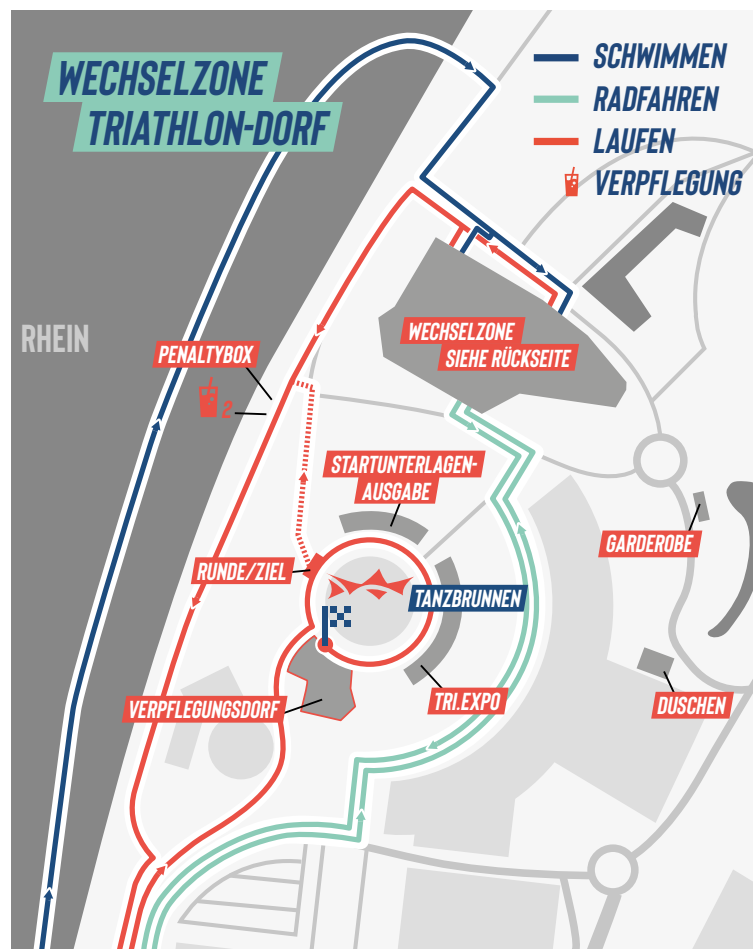 WECHSELZONE
TRIATHLON-DORF
SCHWIMMEN
RADFAHREN
LAUFEN
VERPFLEGUNG
RHEIN
WECHSELZONE
SIEHE RÜCKSEITE
PENALTYBOX
2
STARTUNTERLAGEN-
AUSGABE
GARDEROBE
RUNDE/ZIEL
TANZBRUNNEN
VERPFLEGUNGSDORF
TRI.EXPO
DUSCHEN